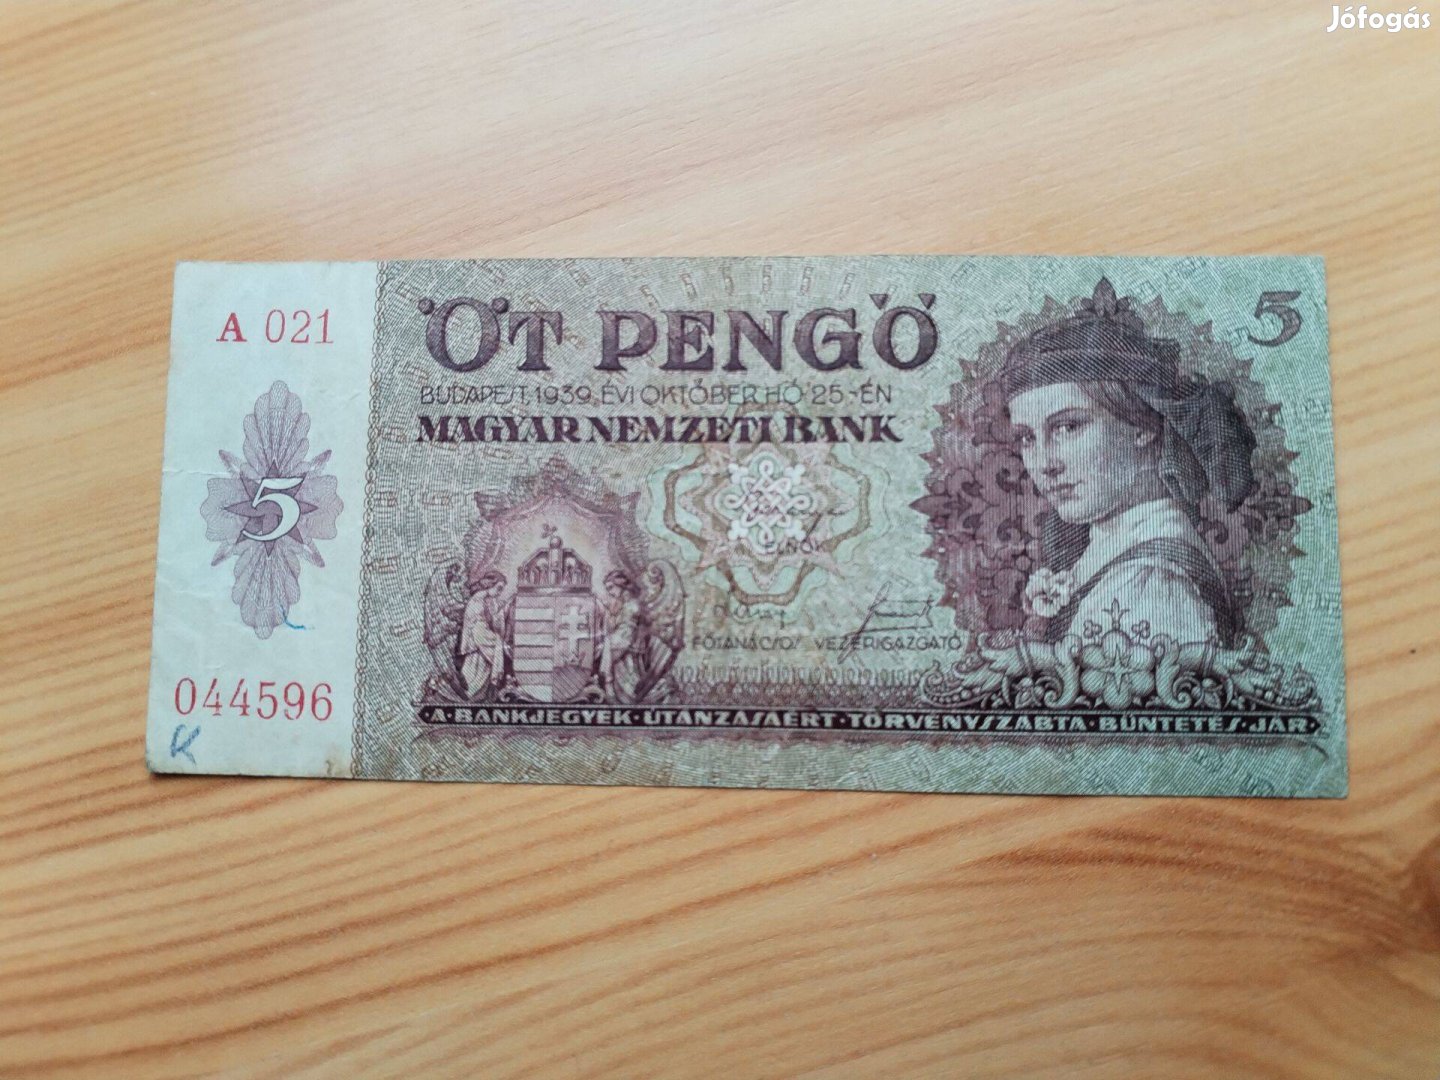 Jófogás
A 021
ÖT PENGŐ
5
BUDAPEST, 1939. ÉVI OKTÓBER HÓ 25.-ÉN
MAGYAR NEMZETI BANK
5
ELNÖK
FŐTANÁCSOS VEZÉRIGAZGATÓ
044596
K
A·BANKJEGYEK·UTÁNZÁSÁÉRT·TÖRVÉNYSZABTA·BÜNTETÉS·JÁR·